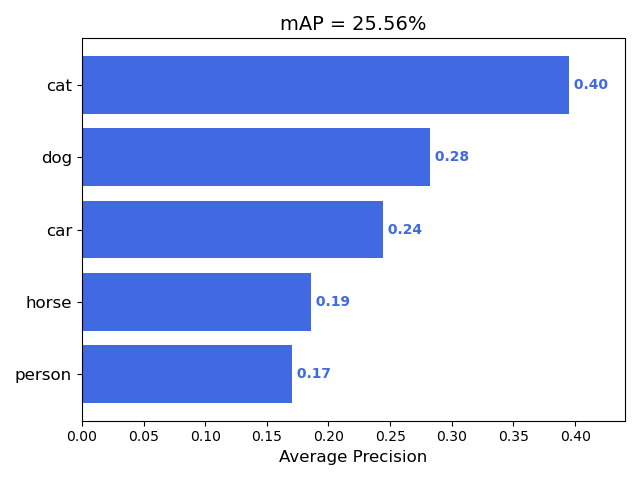 mAP = 25.56%
cat 0.40
dog 0.28
car 0.24
horse 0.19
person 0.17
0.00 0.05 0.10 0.15 0.20 0.25 0.30 0.35 0.40
Average Precision